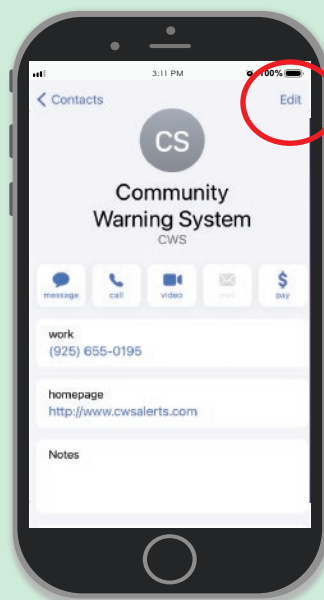 3:11 PM 100%
Contacts Edit
CS
Community
Warning System
CWS
message call video mail $ pay
work
(925) 655-0195
homepage
http://www.cwsalerts.com
Notes